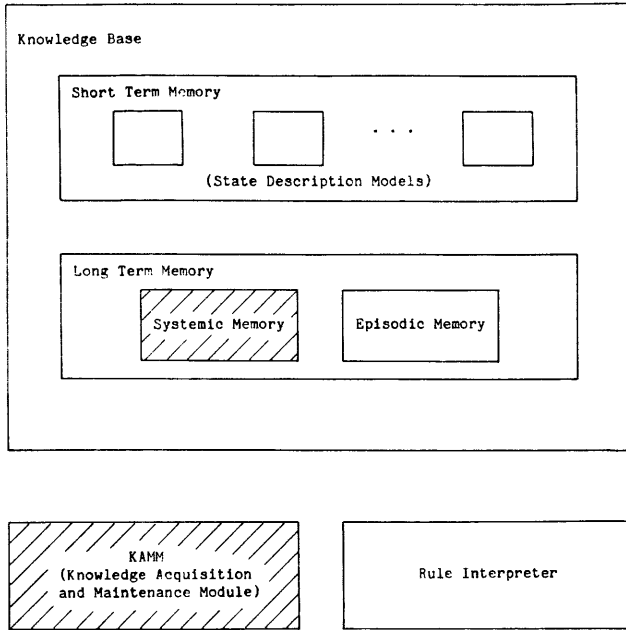 Knowledge Base
Short Term Memory
. . .
(State Description Models)
Long Term Memory
Systemic Memory
Episodic Memory
KAMM
(Knowledge Acquisition
and Maintenance Module)
Rule Interpreter